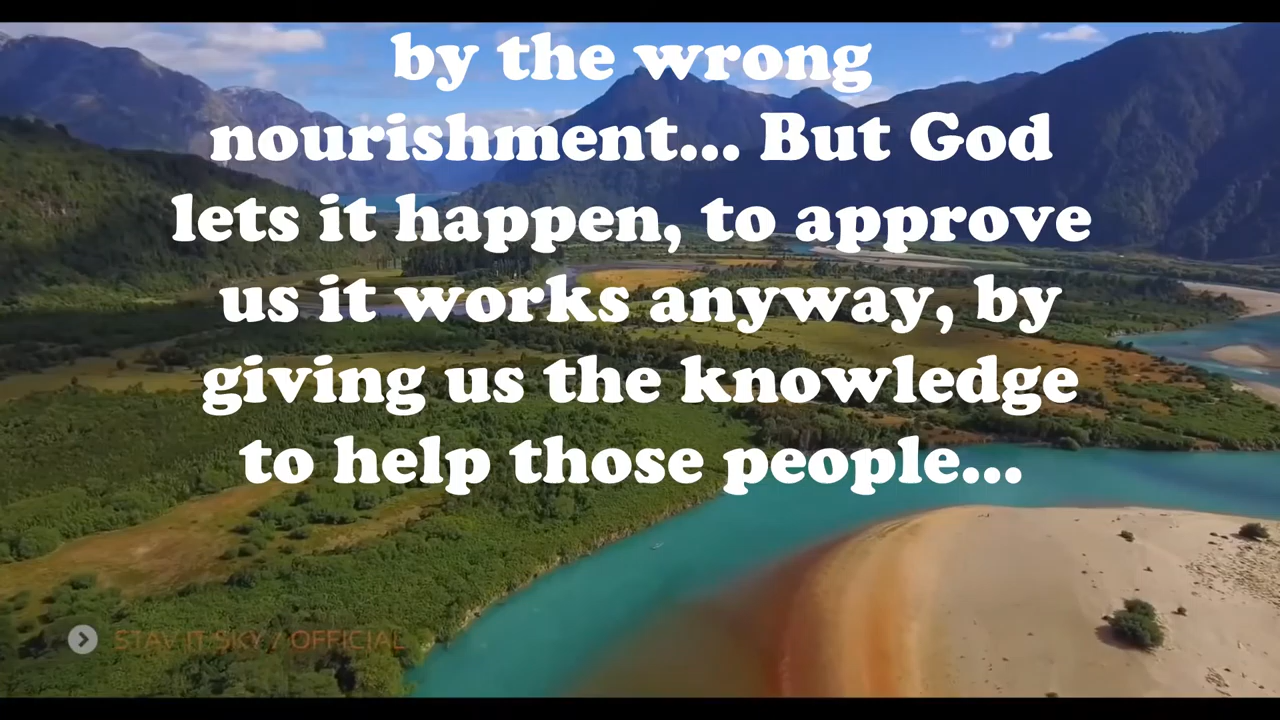 by the wrong
nourishment... But God
lets it happen, to approve
us it works anyway, by
giving us the knowledge
to help those people...
STAV IT SKY / OFFICIAL